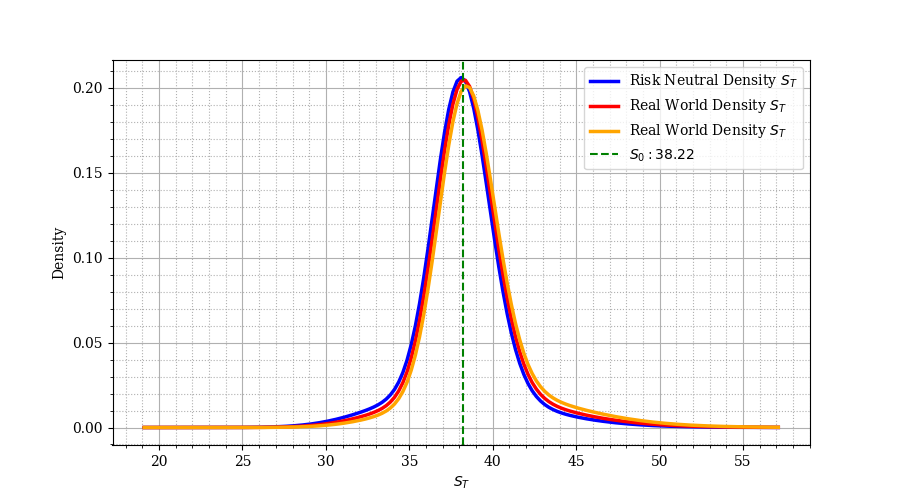 Risk Neutral Density S_T
Real World Density S_T
Real World Density S_T
S_0 : 38.22
Density
0.20
0.15
0.10
0.05
0.00
20 25 30 35 40 45 50 55
S_T